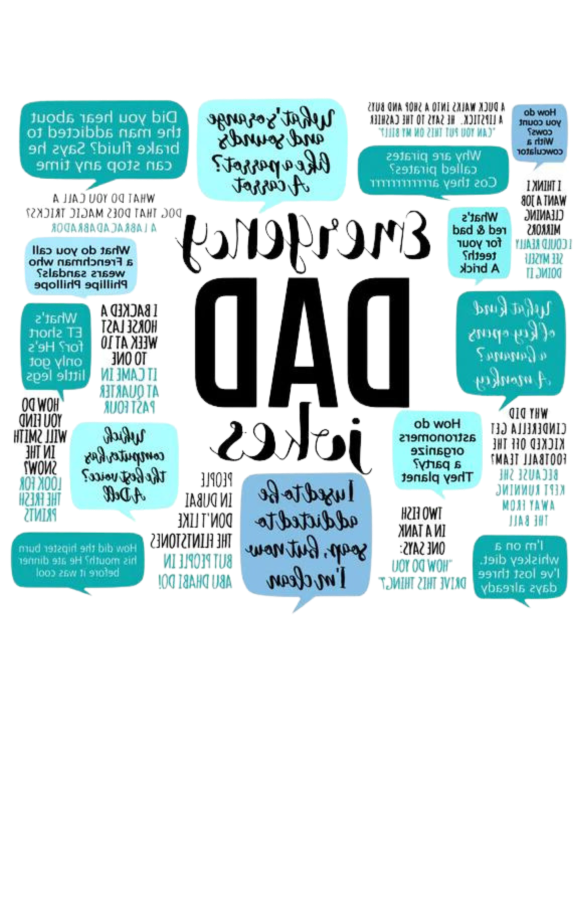 Did you hear about
the man addicted to
brake fluid? Says he
can stop any time
What's orange
and sounds
like a parrot?
A carrot
A DUCK WALKS INTO A SHOP AND BUYS
A LIPSTICK. HE SAYS TO THE CASHIER
"CAN YOU PUT THIS ON MY BILL?"
How do
you count
cows?
With a
cowculator
Why are pirates
called pirates?
Cos they arrrrrrrrrrrrr
WHAT DO YOU CALL A
DOG THAT DOES MAGIC TRICKS?
A LABRACADABRADOR
I THINK I
WANT A JOB
CLEANING
MIRRORS
I COULD REALLY
SEE MYSELF
DOING IT
What's
red & bad
for your
teeth?
A brick
What do you call
a Frenchman who
wears sandals?
Phillipe Phillope
Emergency
DAD
jokes
What's
ET short
for? He's
only got
little legs
I BACKED A
HORSE LAST
WEEK AT 10
TO ONE
IT CAME IN
AT QUARTER
PAST FOUR
What kind
of key opens
a banana?
A monkey
HOW DO
YOU FIND
WILL SMITH
IN THE
SNOW?
LOOK FOR
THE FRESH
PRINTS
Which
computer has
the best voice?
A Dell
How do
astronomers
organize
a party?
They planet
WHY DID
CINDERELLA GET
KICKED OFF THE
FOOTBALL TEAM?
BECAUSE SHE
KEPT RUNNING
AWAY FROM
THE BALL
PEOPLE
IN DUBAI
DON'T LIKE
THE FLINTSTONES
BUT PEOPLE IN
ABU DHABI DO!
I used to be
addicted to
soap, but now
I'm clean
TWO FISH
IN A TANK
ONE SAYS:
"HOW DO YOU
DRIVE THIS THING?"
How did the hipster burn
his mouth? He ate dinner
before it was cool
I'm on a
whiskey diet.
I've lost three
days already